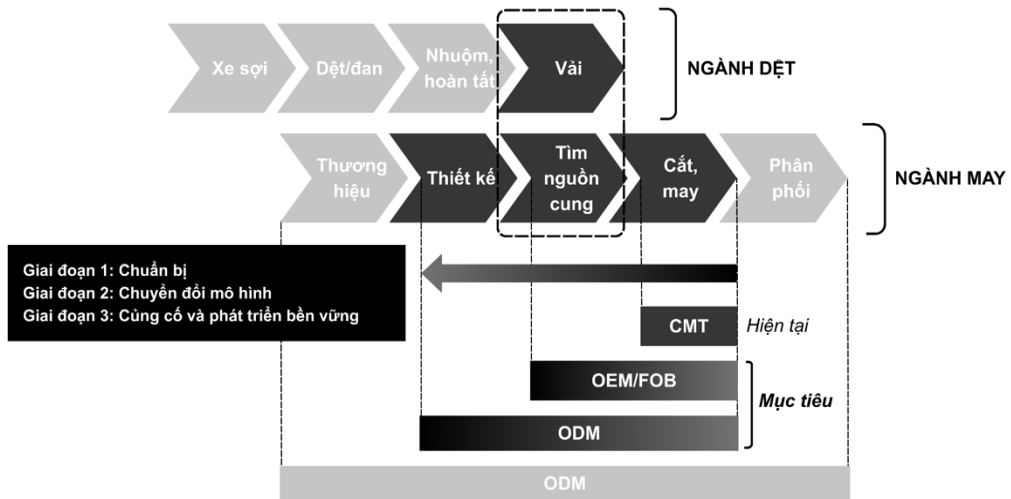 Xe sợi
Dệt/đan
Nhuộm,
hoàn tất
Vải
NGÀNH DỆT
Thương
hiệu
Thiết kế
Tìm
nguồn
cung
Cắt,
may
Phân
phối
NGÀNH MAY
Giai đoạn 1: Chuẩn bị
Giai đoạn 2: Chuyển đổi mô hình
Giai đoạn 3: Củng cố và phát triển bền vững
CMT
Hiện tại
OEM/FOB
Mục tiêu
ODM
ODM